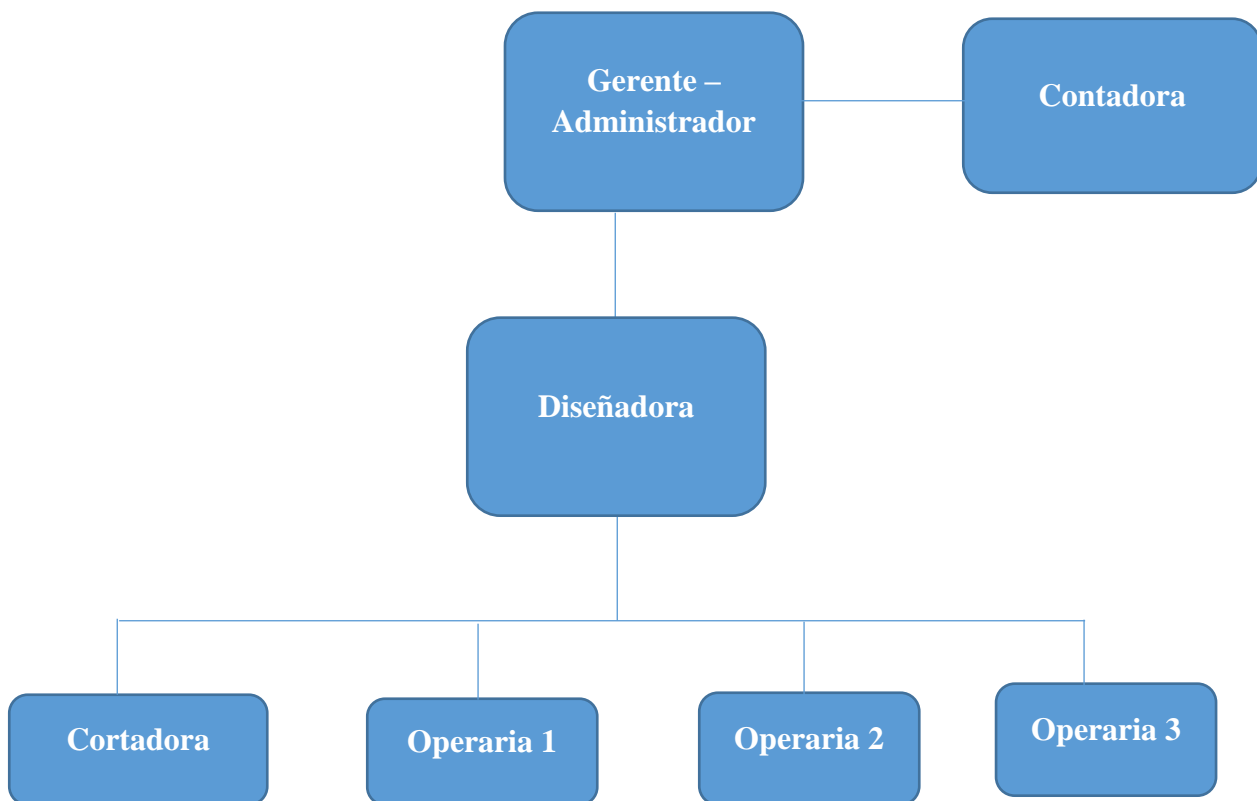 Gerente –
Administrador
Contadora
Diseñadora
Cortadora
Operaria 1
Operaria 2
Operaria 3